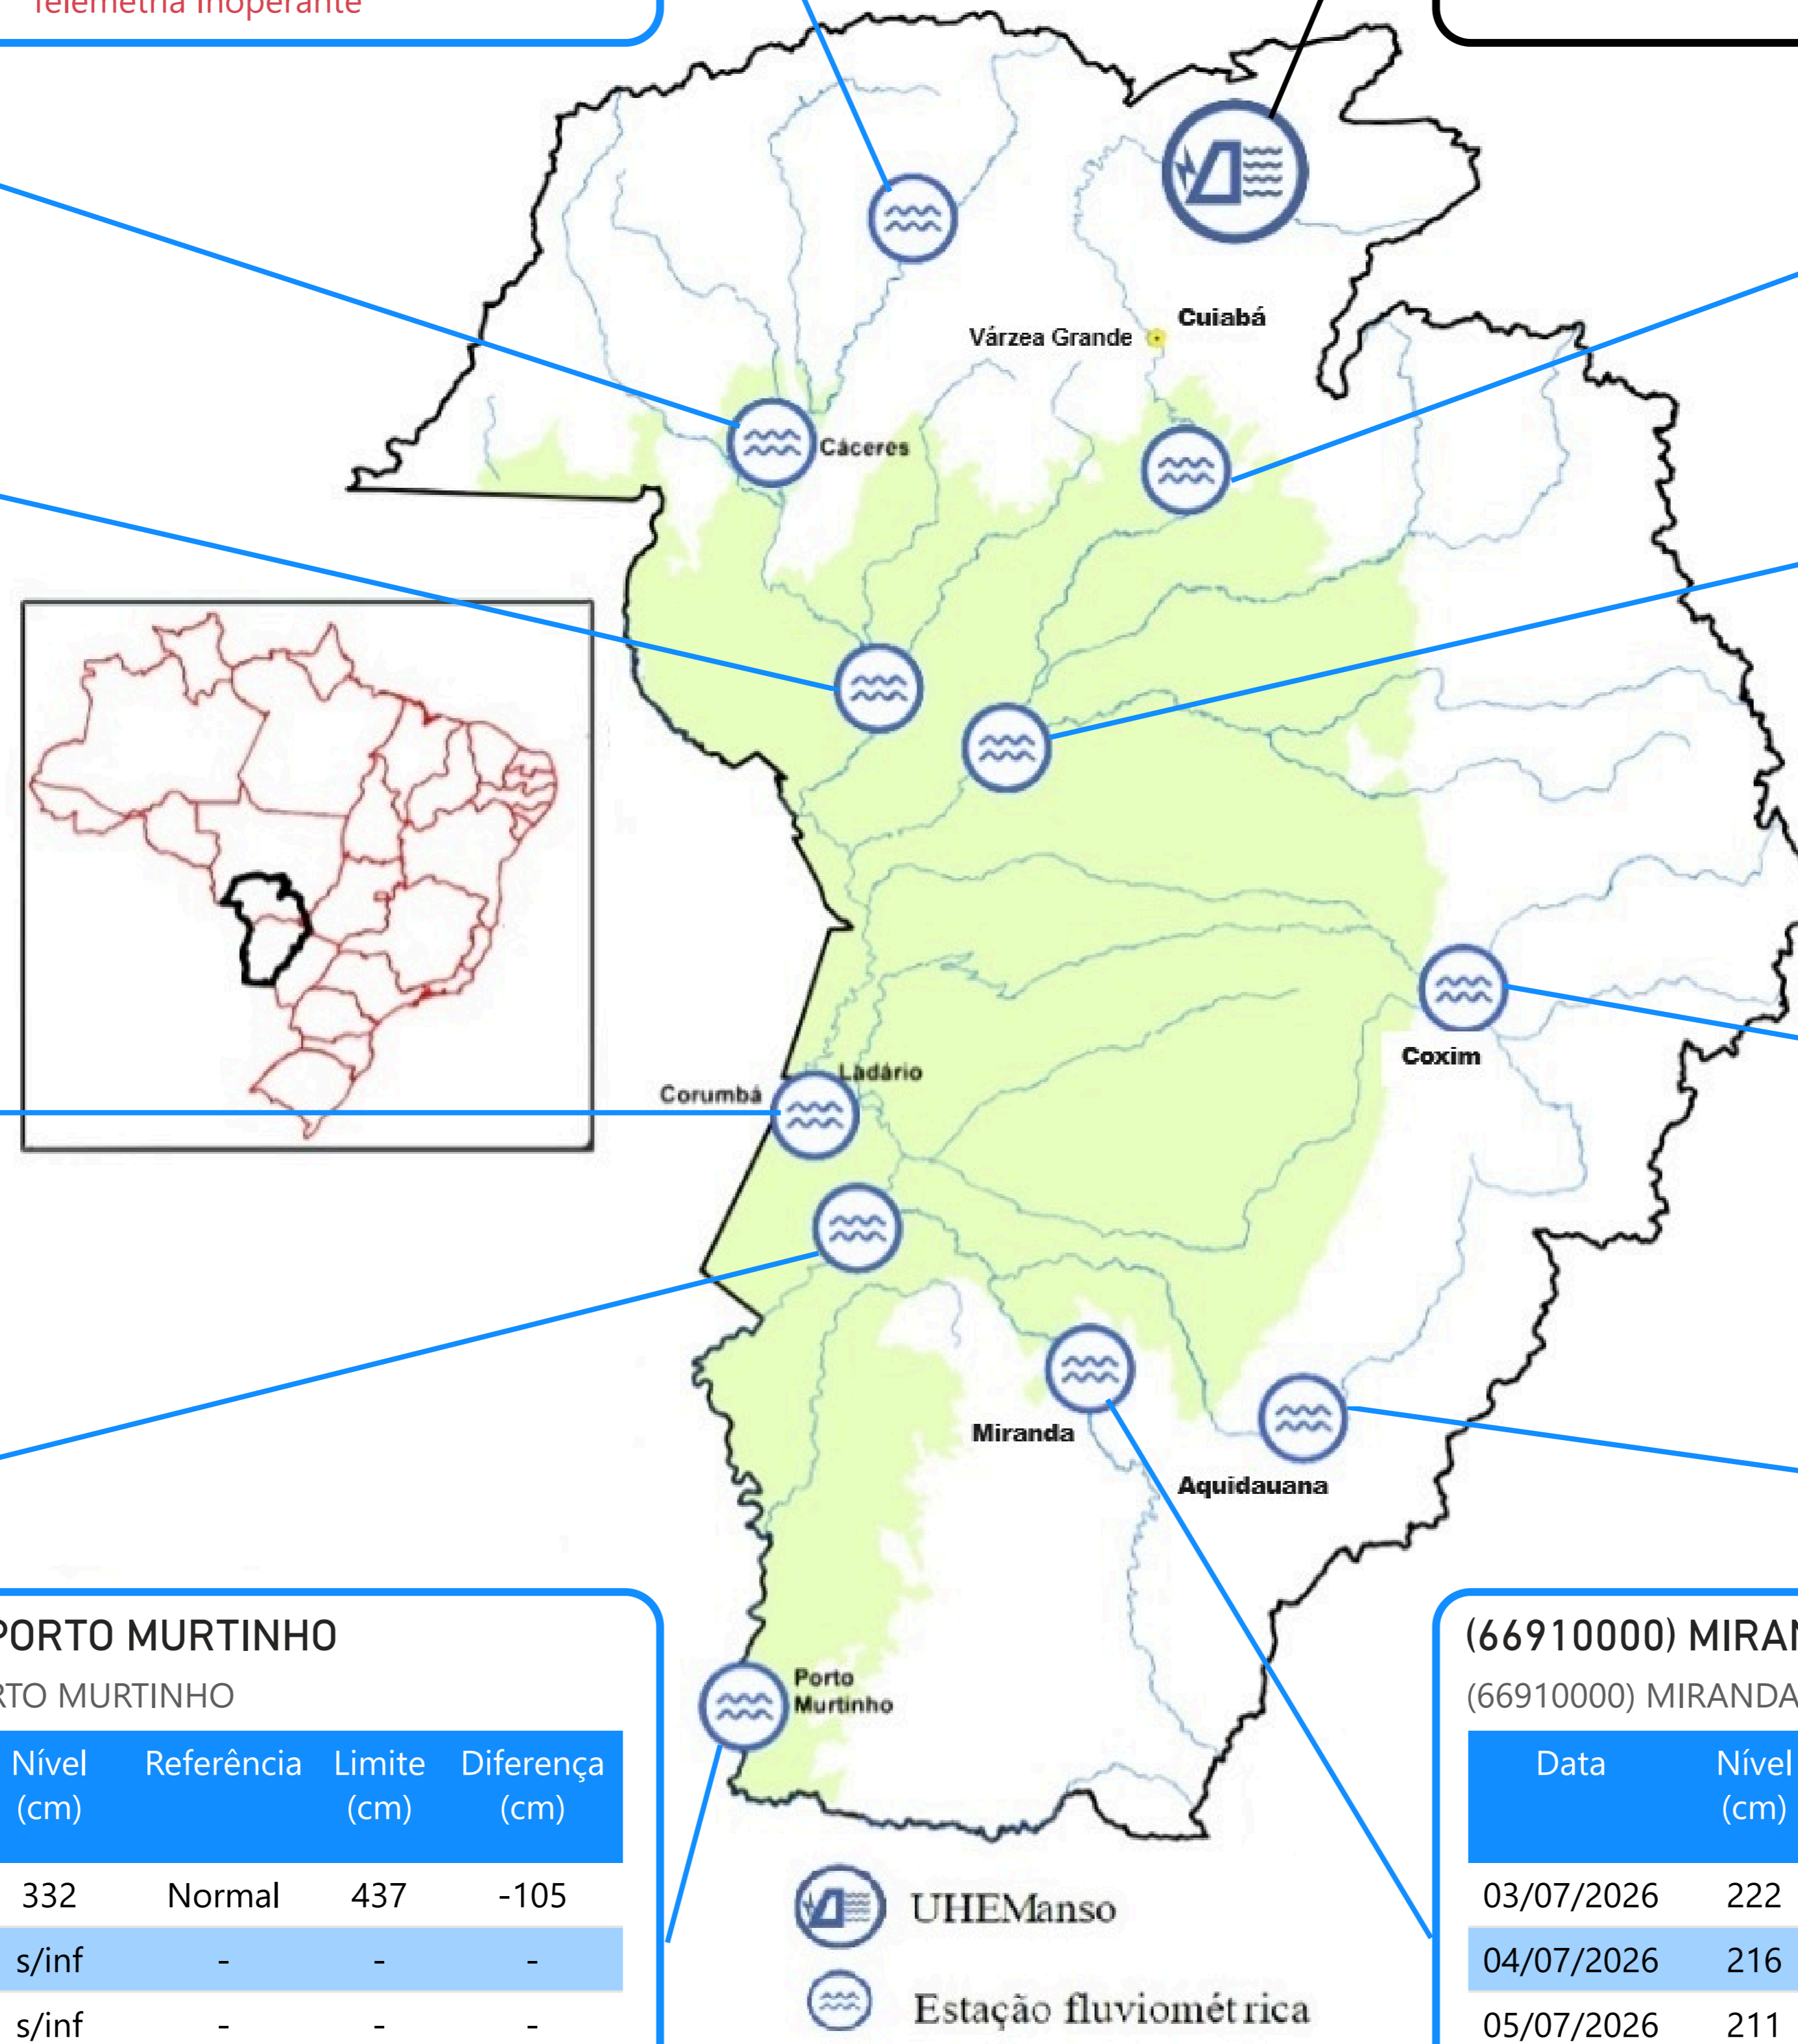 Telemetria Inoperante
Cuiabá
Várzea Grande
Cáceres
Coxim
Ladário
Corumbá
Miranda
Aquidauana
Porto
Murtinho
PORTO MURTINHO
RTO MURTINHO
Nível
(cm)
Referência
Limite
(cm)
Diferença
(cm)
332 Normal 437 -105
s/inf - - -
s/inf - - -
UHEManso
Estação fluviométrica
(66910000) MIRAN
(66910000) MIRANDA
Data
Nível
(cm)
03/07/2026 222
04/07/2026 216
05/07/2026 211